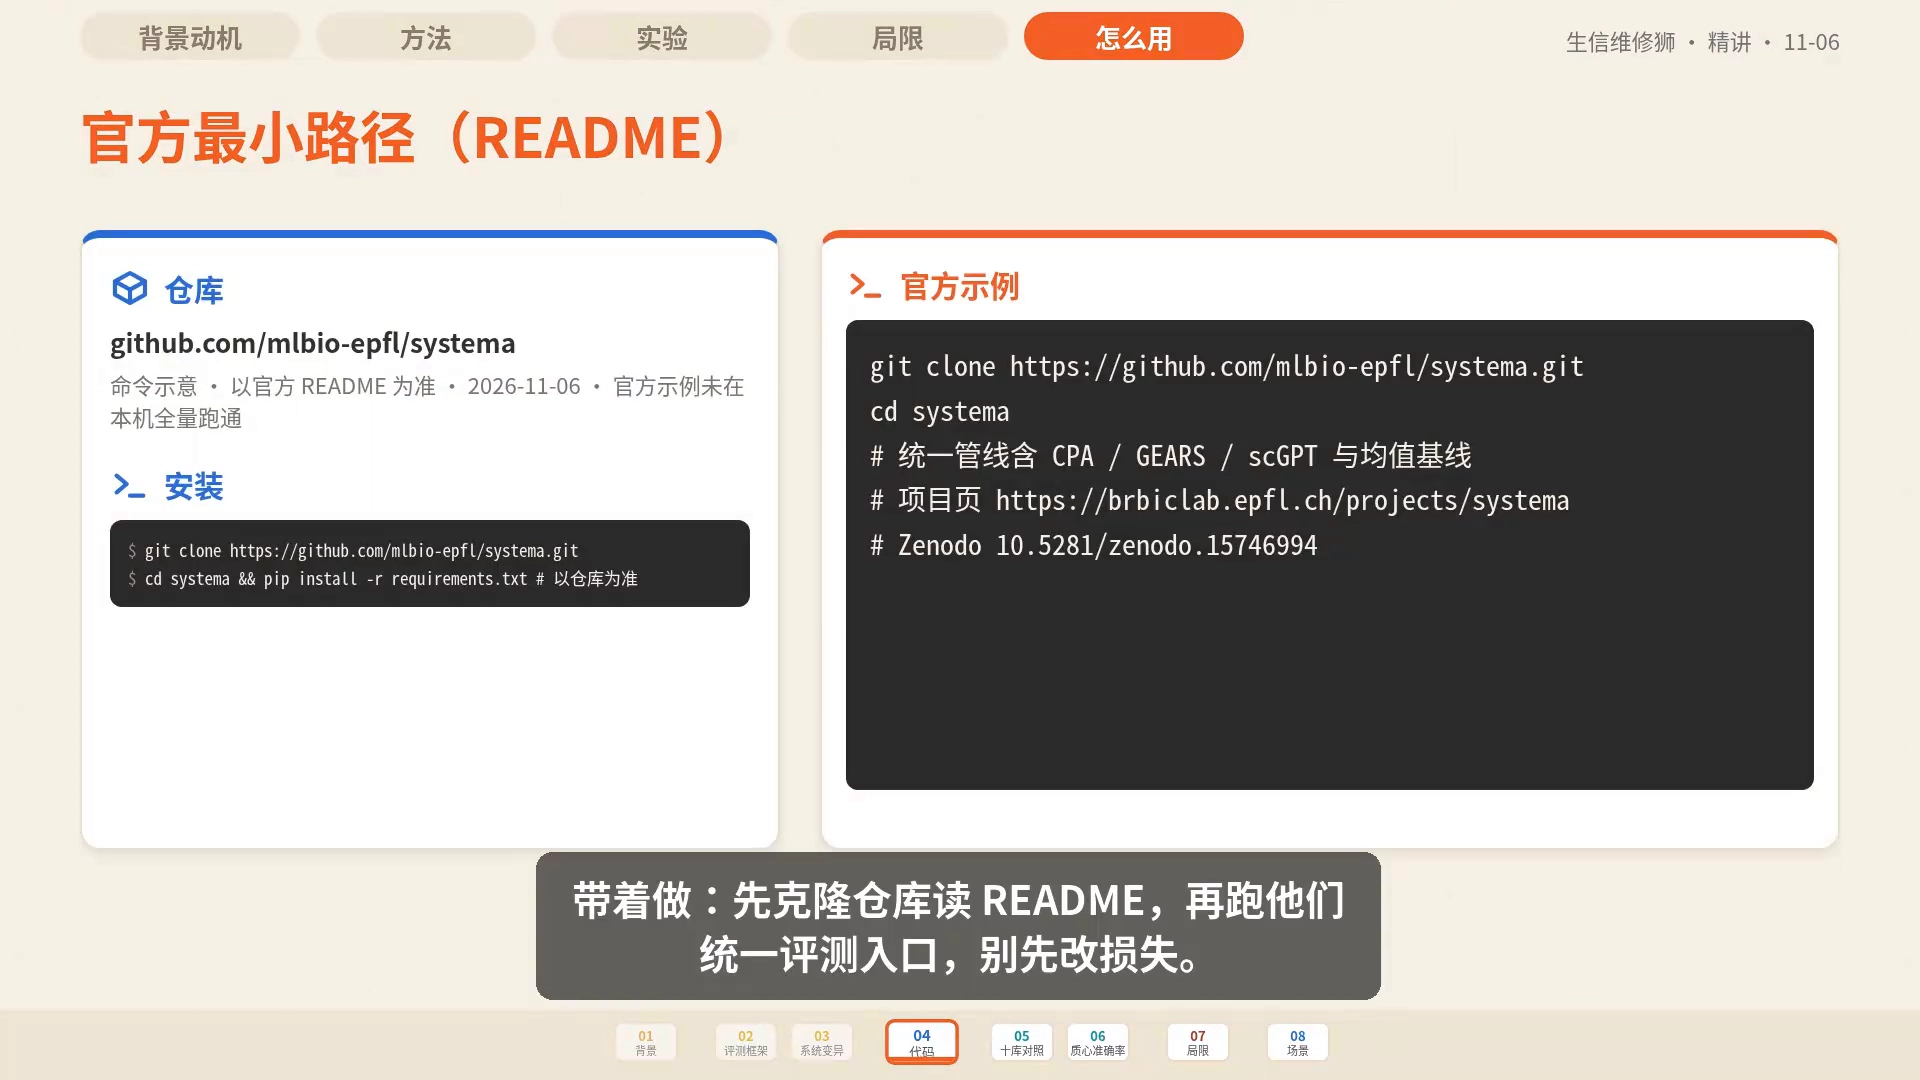 背景动机
方法
实验
局限
怎么用
生信维修狮 · 精讲 · 11-06
官方最小路径（README）
仓库
github.com/mlbio-epfl/systema
命令示意 · 以官方 README 为准 · 2026-11-06 · 官方示例未在
本机全量跑通
安装
$ git clone https://github.com/mlbio-epfl/systema.git
$ cd systema && pip install -r requirements.txt # 以仓库为准
官方示例
git clone https://github.com/mlbio-epfl/systema.git
cd systema
# 统一管线含 CPA / GEARS / scGPT 与均值基线
# 项目页 https://brbiclab.epfl.ch/projects/systema
# Zenodo 10.5281/zenodo.15746994
带着做：先克隆仓库读 README，再跑他们
统一评测入口，别先改损失。
01
背景
02
评测框架
03
系统变异
04
代码
05
十库对照
06
质心准确率
07
局限
08
场景